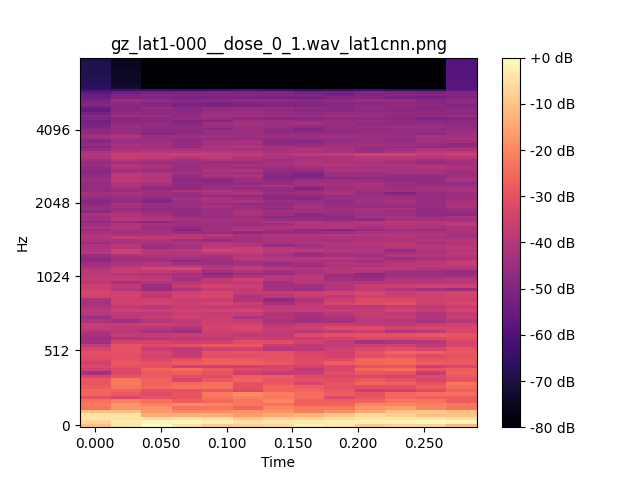 gz_lat1-000__dose_0_1.wav_lat1cnn.png
Hz
4096
2048
1024
512
0
0.000 0.050 0.100 0.150 0.200 0.250
Time
+0 dB
-10 dB
-20 dB
-30 dB
-40 dB
-50 dB
-60 dB
-70 dB
-80 dB